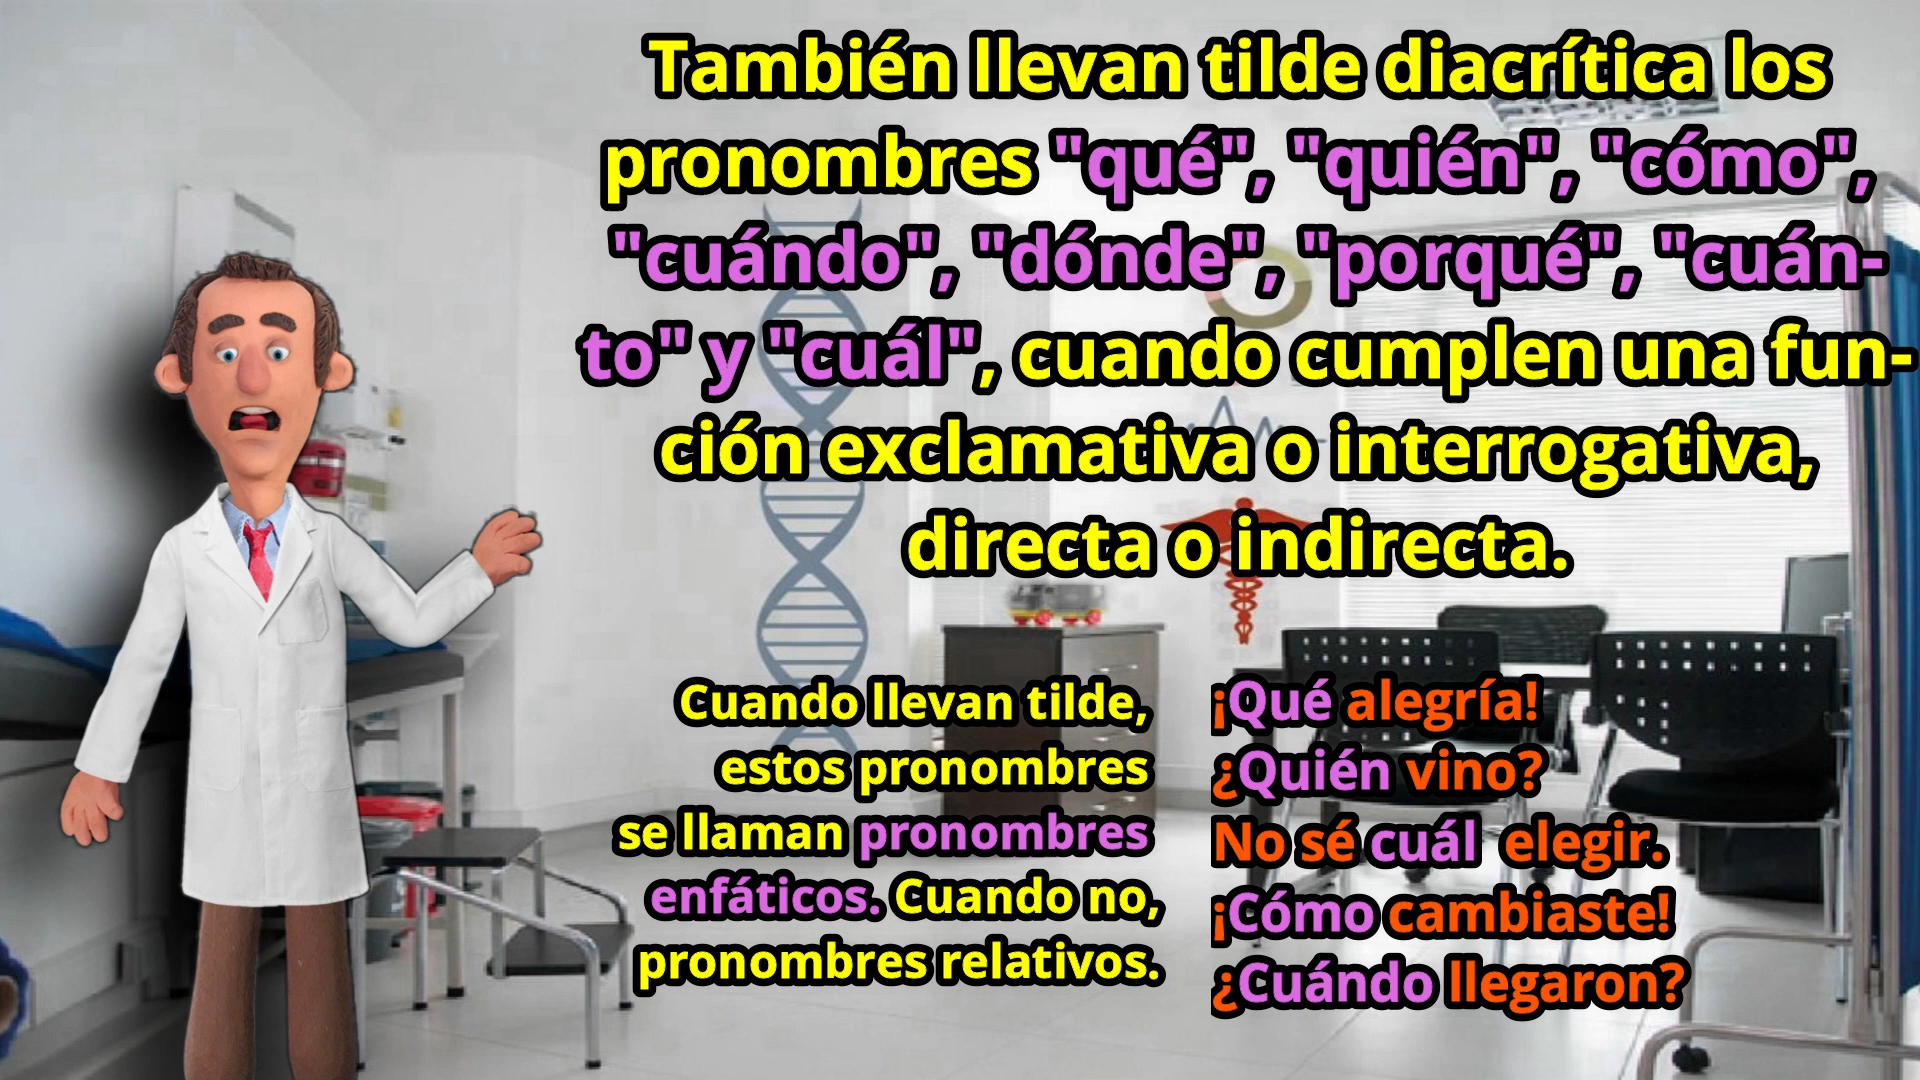 También llevan tilde diacrítica los
pronombres "qué", "quién", "cómo",
"cuándo", "dónde", "porqué", "cuán-
to" y "cuál", cuando cumplen una fun-
ción exclamativa o interrogativa,
directa o indirecta.
Cuando llevan tilde,
estos pronombres
se llaman pronombres
enfáticos. Cuando no,
pronombres relativos.
¡Qué alegría!
¿Quién vino?
No sé cuál elegir.
¡Cómo cambiaste!
¿Cuándo llegaron?